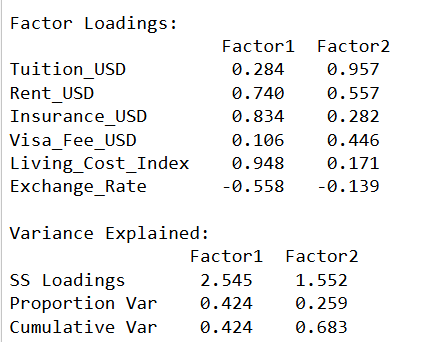 Factor Loadings:
Factor1 Factor2
Tuition_USD 0.284 0.957
Rent_USD 0.740 0.557
Insurance_USD 0.834 0.282
Visa_Fee_USD 0.106 0.446
Living_Cost_Index 0.948 0.171
Exchange_Rate -0.558 -0.139
Variance Explained:
Factor1 Factor2
SS Loadings 2.545 1.552
Proportion Var 0.424 0.259
Cumulative Var 0.424 0.683